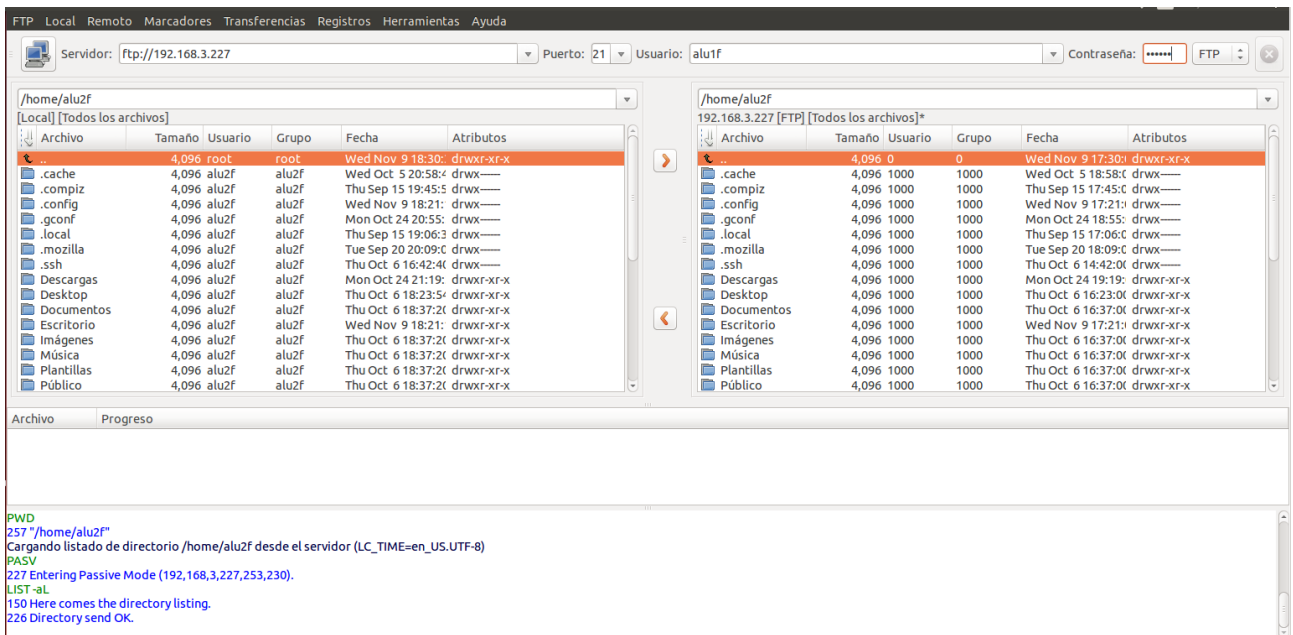 FTP Local Remoto Marcadores Transferencias Registros Herramientas Ayuda
Servidor: ftp://192.168.3.227 Puerto: 21 Usuario: alu1f Contraseña: •••••• FTP
/home/alu2f
[Local] [Todos los archivos]
Archivo Tamaño Usuario Grupo Fecha Atributos
.. 4,096 root root Wed Nov 9 18:30: drwxr-xr-x
.cache 4,096 alu2f alu2f Wed Oct 5 20:58:4 drwx------
.compiz 4,096 alu2f alu2f Thu Sep 15 19:45:5 drwx------
.config 4,096 alu2f alu2f Wed Nov 9 18:21: drwx------
.gconf 4,096 alu2f alu2f Mon Oct 24 20:55: drwx------
.local 4,096 alu2f alu2f Thu Sep 15 19:06:3 drwx------
.mozilla 4,096 alu2f alu2f Tue Sep 20 20:09:0 drwx------
.ssh 4,096 alu2f alu2f Thu Oct 6 16:42:40 drwx------
Descargas 4,096 alu2f alu2f Mon Oct 24 21:19: drwxr-xr-x
Desktop 4,096 alu2f alu2f Thu Oct 6 18:23:54 drwxr-xr-x
Documentos 4,096 alu2f alu2f Thu Oct 6 18:37:20 drwxr-xr-x
Escritorio 4,096 alu2f alu2f Wed Nov 9 18:21: drwxr-xr-x
Imágenes 4,096 alu2f alu2f Thu Oct 6 18:37:20 drwxr-xr-x
Música 4,096 alu2f alu2f Thu Oct 6 18:37:20 drwxr-xr-x
Plantillas 4,096 alu2f alu2f Thu Oct 6 18:37:20 drwxr-xr-x
Público 4,096 alu2f alu2f Thu Oct 6 18:37:20 drwxr-xr-x
/home/alu2f
192.168.3.227 [FTP] [Todos los archivos]*
Archivo Tamaño Usuario Grupo Fecha Atributos
.. 4,096 0 0 Wed Nov 9 17:30: drwxr-xr-x
.cache 4,096 1000 1000 Wed Oct 5 18:58:0 drwx------
.compiz 4,096 1000 1000 Thu Sep 15 17:45:0 drwx------
.config 4,096 1000 1000 Wed Nov 9 17:21: drwx------
.gconf 4,096 1000 1000 Mon Oct 24 18:55: drwx------
.local 4,096 1000 1000 Thu Sep 15 17:06:0 drwx------
.mozilla 4,096 1000 1000 Tue Sep 20 18:09:0 drwx------
.ssh 4,096 1000 1000 Thu Oct 6 14:42:00 drwx------
Descargas 4,096 1000 1000 Mon Oct 24 19:19: drwxr-xr-x
Desktop 4,096 1000 1000 Thu Oct 6 16:23:00 drwxr-xr-x
Documentos 4,096 1000 1000 Thu Oct 6 16:37:00 drwxr-xr-x
Escritorio 4,096 1000 1000 Wed Nov 9 17:21: drwxr-xr-x
Imágenes 4,096 1000 1000 Thu Oct 6 16:37:00 drwxr-xr-x
Música 4,096 1000 1000 Thu Oct 6 16:37:00 drwxr-xr-x
Plantillas 4,096 1000 1000 Thu Oct 6 16:37:00 drwxr-xr-x
Público 4,096 1000 1000 Thu Oct 6 16:37:00 drwxr-xr-x
Archivo Progreso
PWD
257 "/home/alu2f"
Cargando listado de directorio /home/alu2f desde el servidor (LC_TIME=en_US.UTF-8)
PASV
227 Entering Passive Mode (192,168,3,227,253,230).
LIST -aL
150 Here comes the directory listing.
226 Directory send OK.